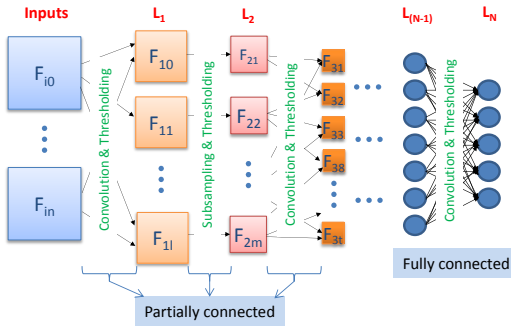 Inputs L1 L2 L(N-1) LN
Fi0
Fin
Convolution & Thresholding
F10
F11
F1l
Subsampling & Thresholding
F21
F22
F2m
Convolution & Thresholding
F31
F32
F33
F38
F3t
Convolution & Thresholding
Partially connected
Fully connected